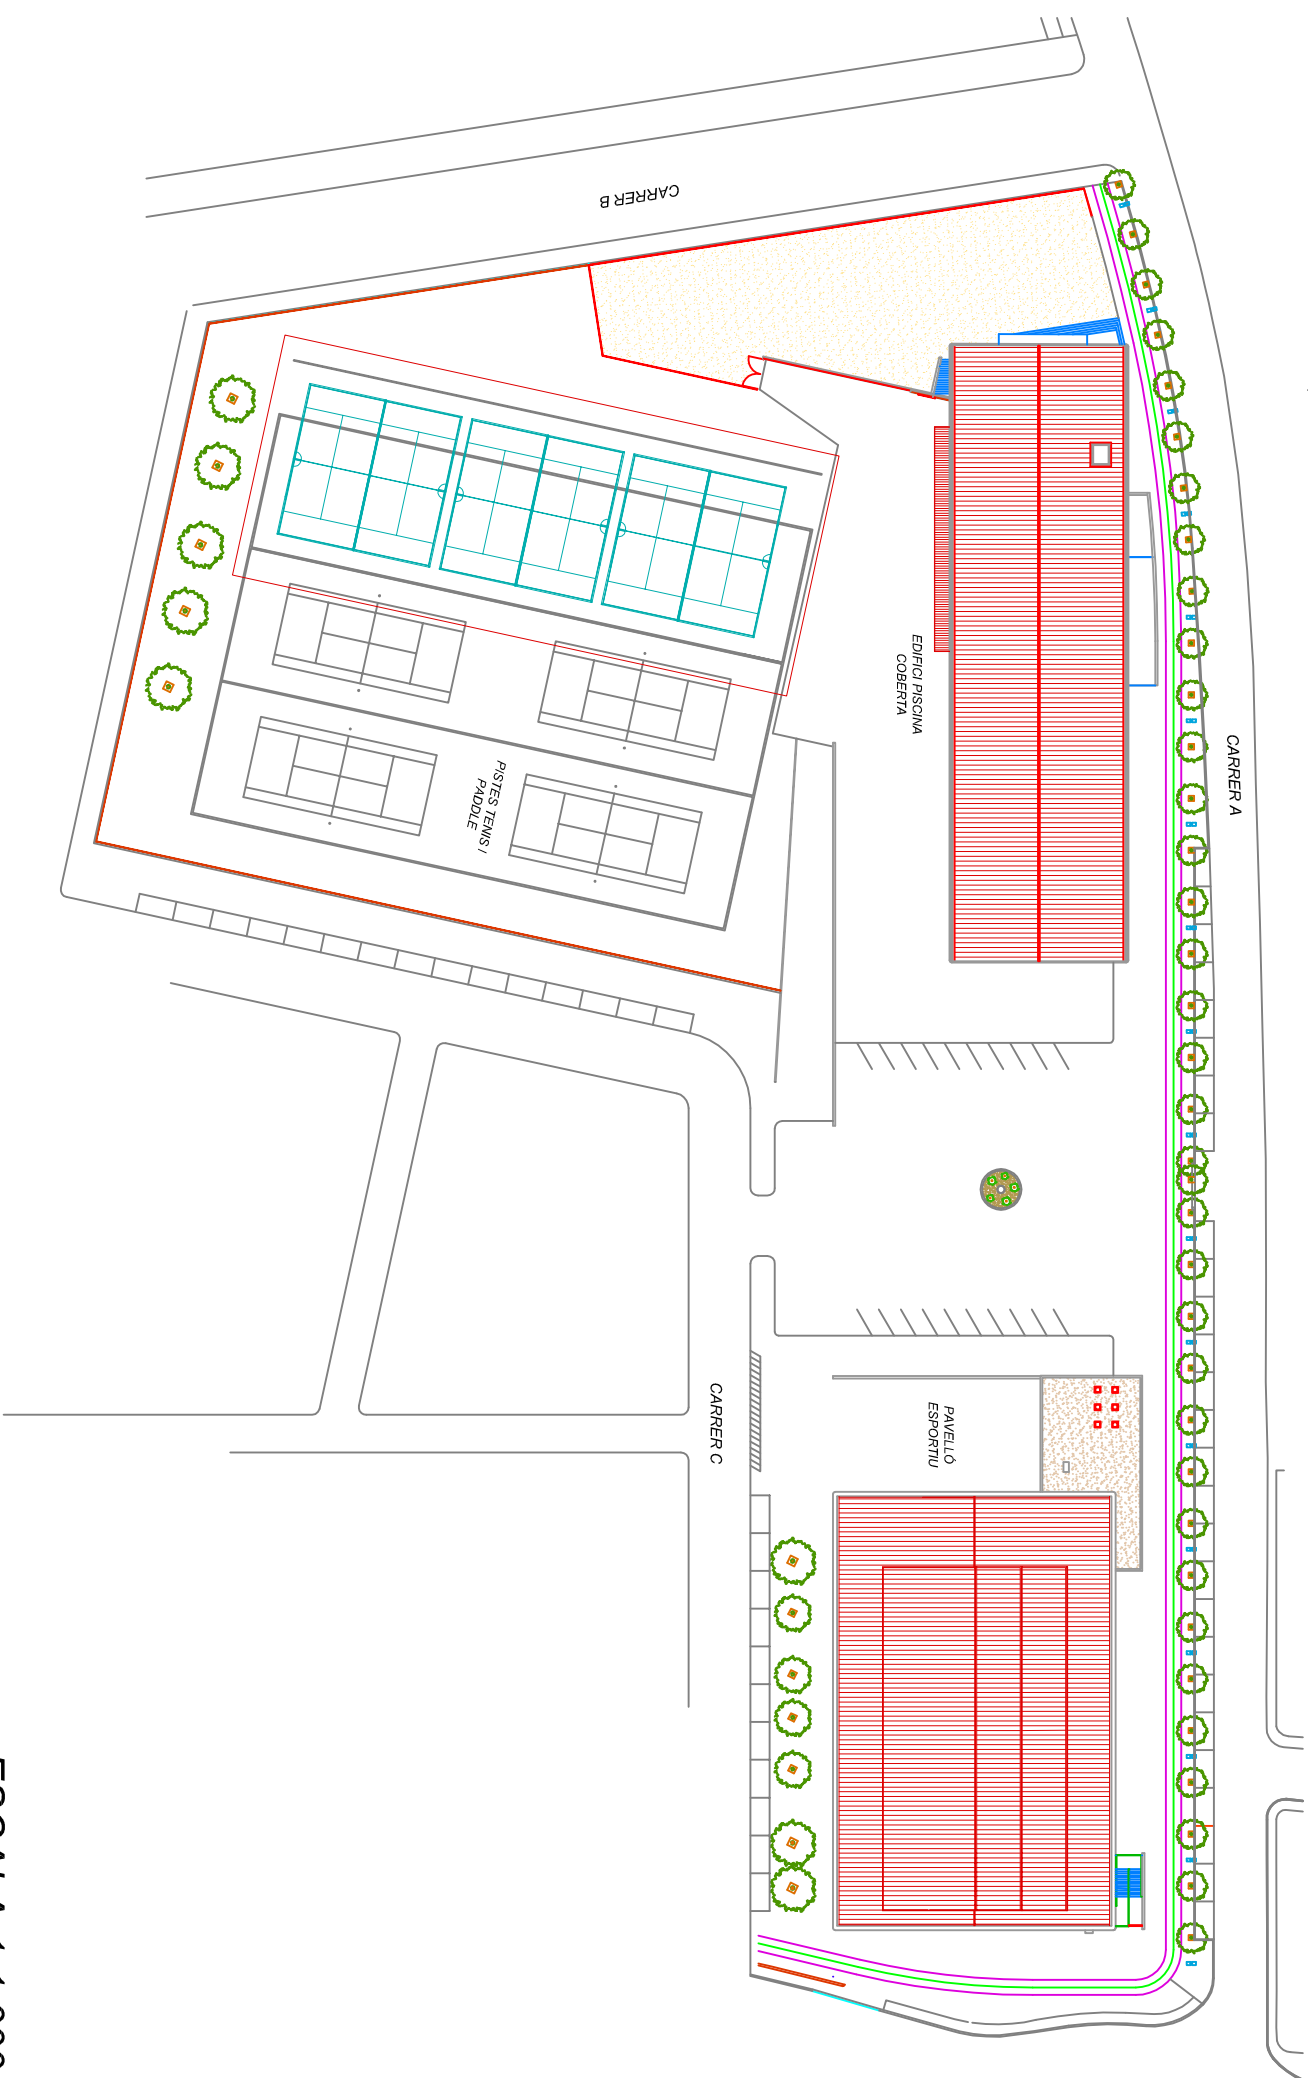 CARRER B
CARRER A
EDIFICI PISCINA
COBERTA
PISTES TENIS I
PADDLE
CARRER C
PAVELLÓ
ESPORTIU